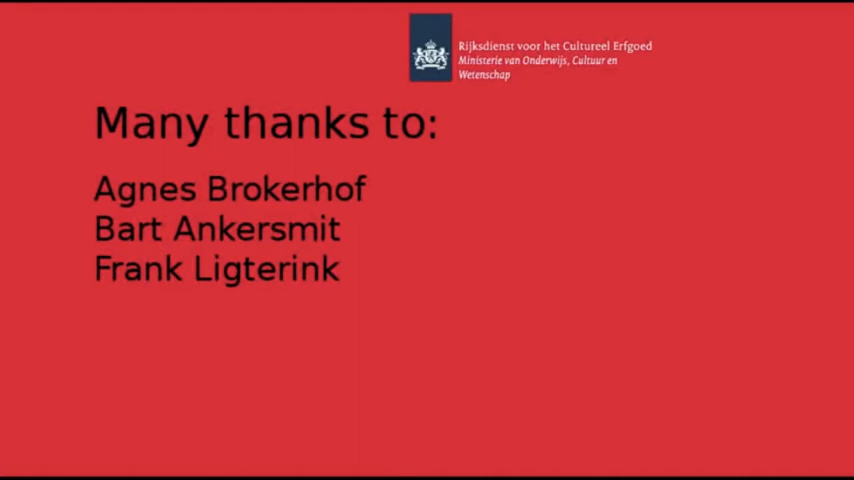 Rijksdienst voor het Cultureel Erfgoed
Ministerie van Onderwijs, Cultuur en
Wetenschap
Many thanks to:
Agnes Brokerhof
Bart Ankersmit
Frank Ligterink